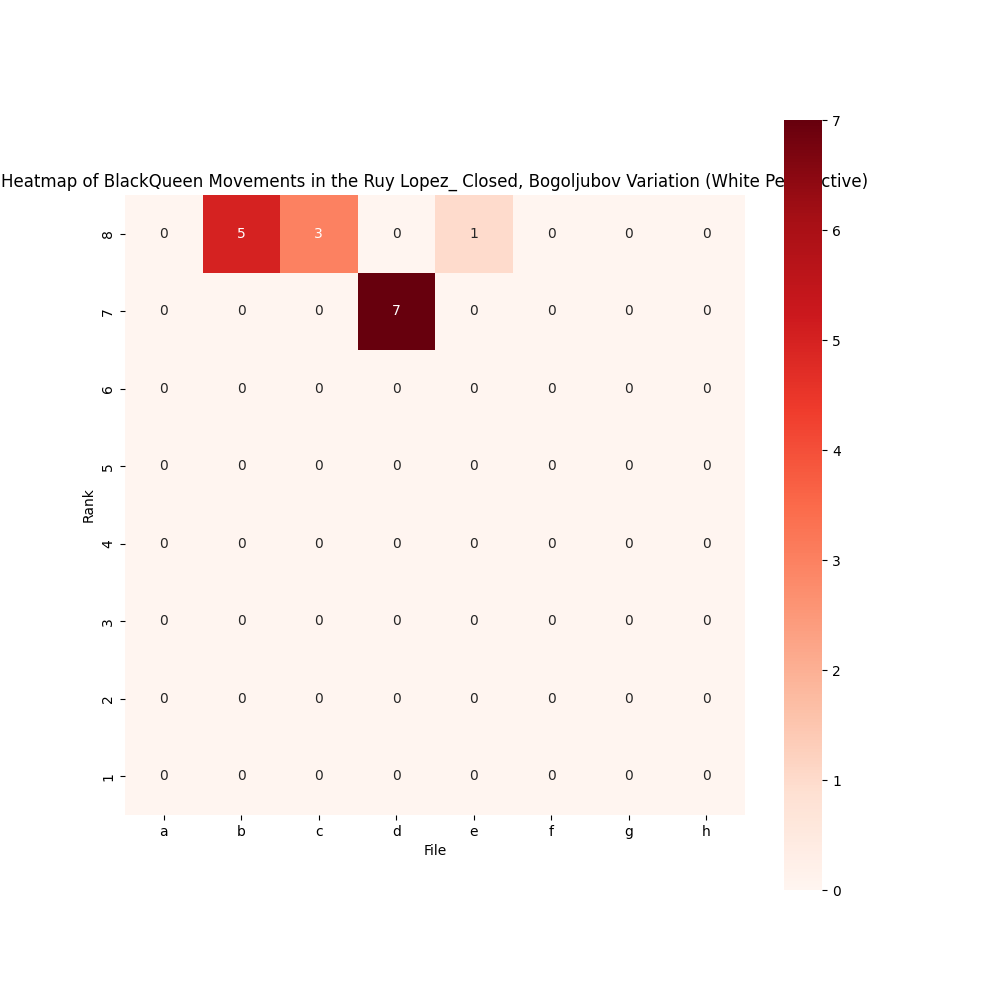 Heatmap of BlackQueen Movements in the Ruy Lopez_ Closed, Bogoljubov Variation (White Pe ctive)
7
6
5
4
3
2
1
0
8 0 5 3 0 1 0 0 0
7 0 0 0 7 0 0 0 0
6 0 0 0 0 0 0 0 0
5 0 0 0 0 0 0 0 0
4 0 0 0 0 0 0 0 0
3 0 0 0 0 0 0 0 0
2 0 0 0 0 0 0 0 0
1 0 0 0 0 0 0 0 0
Rank
a b c d e f g h
File